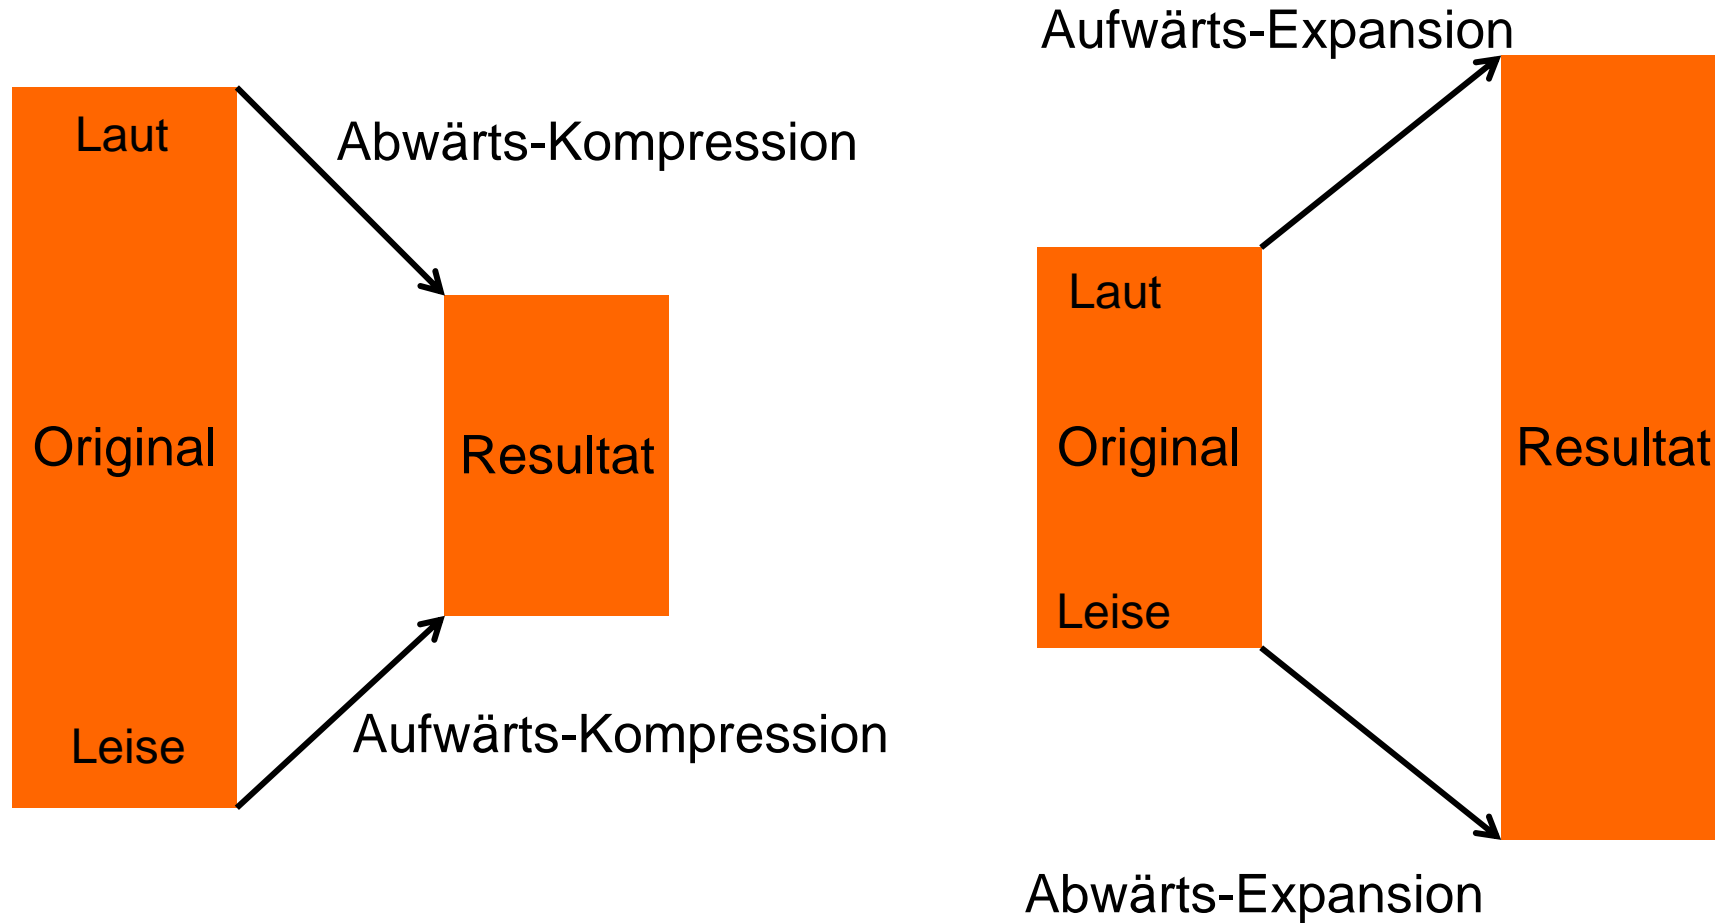 Laut
Abwärts-Kompression
Original
Resultat
Leise
Aufwärts-Kompression
Aufwärts-Expansion
Laut
Original
Resultat
Leise
Abwärts-Expansion